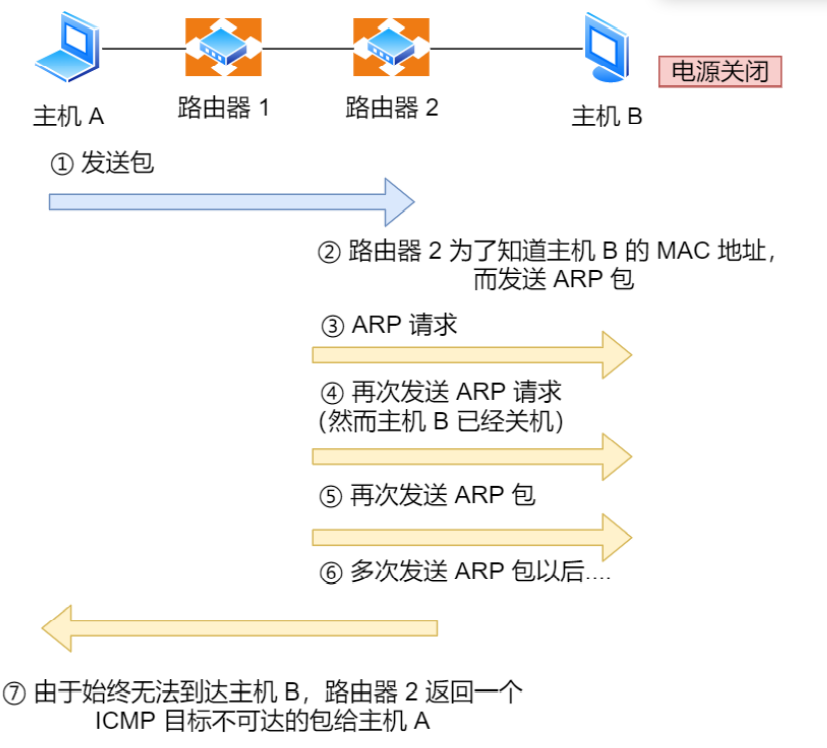 主机 A
路由器 1
路由器 2
主机 B
电源关闭
① 发送包
② 路由器 2 为了知道主机 B 的 MAC 地址，
而发送 ARP 包
③ ARP 请求
④ 再次发送 ARP 请求
（然而主机 B 已经关机）
⑤ 再次发送 ARP 包
⑥ 多次发送 ARP 包以后....
⑦ 由于始终无法到达主机 B，路由器 2 返回一个
ICMP 目标不可达的包给主机 A